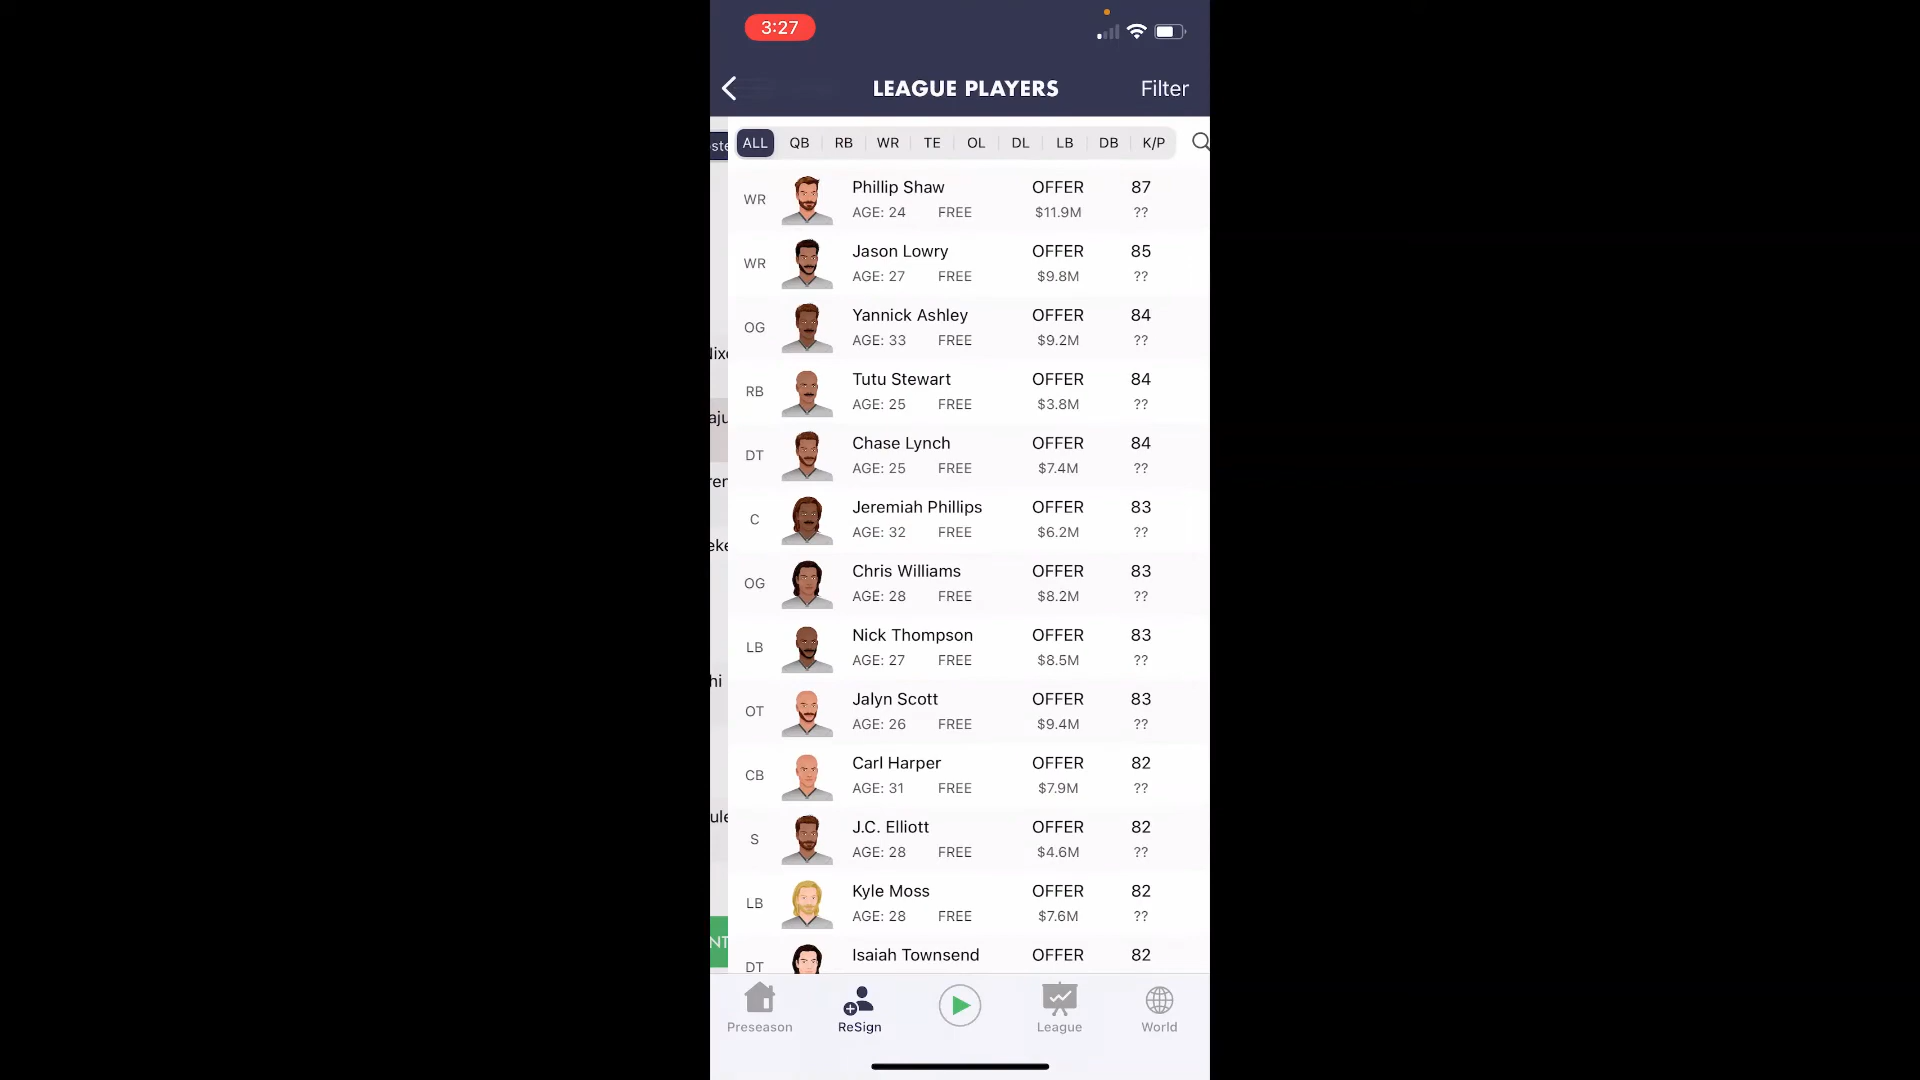 3:27
LEAGUE PLAYERS
Filter
ALL QB RB WR TE OL DL LB DB K/P
WR
Phillip Shaw OFFER 87
AGE: 24 FREE $11.9M ??
WR
Jason Lowry OFFER 85
AGE: 27 FREE $9.8M ??
OG
Yannick Ashley OFFER 84
AGE: 33 FREE $9.2M ??
RB
Tutu Stewart OFFER 84
AGE: 25 FREE $3.8M ??
DT
Chase Lynch OFFER 84
AGE: 25 FREE $7.4M ??
C
Jeremiah Phillips OFFER 83
AGE: 32 FREE $6.2M ??
OG
Chris Williams OFFER 83
AGE: 28 FREE $8.2M ??
LB
Nick Thompson OFFER 83
AGE: 27 FREE $8.5M ??
OT
Jalyn Scott OFFER 83
AGE: 26 FREE $9.4M ??
CB
Carl Harper OFFER 82
AGE: 31 FREE $7.9M ??
S
J.C. Elliott OFFER 82
AGE: 28 FREE $4.6M ??
LB
Kyle Moss OFFER 82
AGE: 28 FREE $7.6M ??
DT
Isaiah Townsend OFFER 82
Preseason ReSign League World